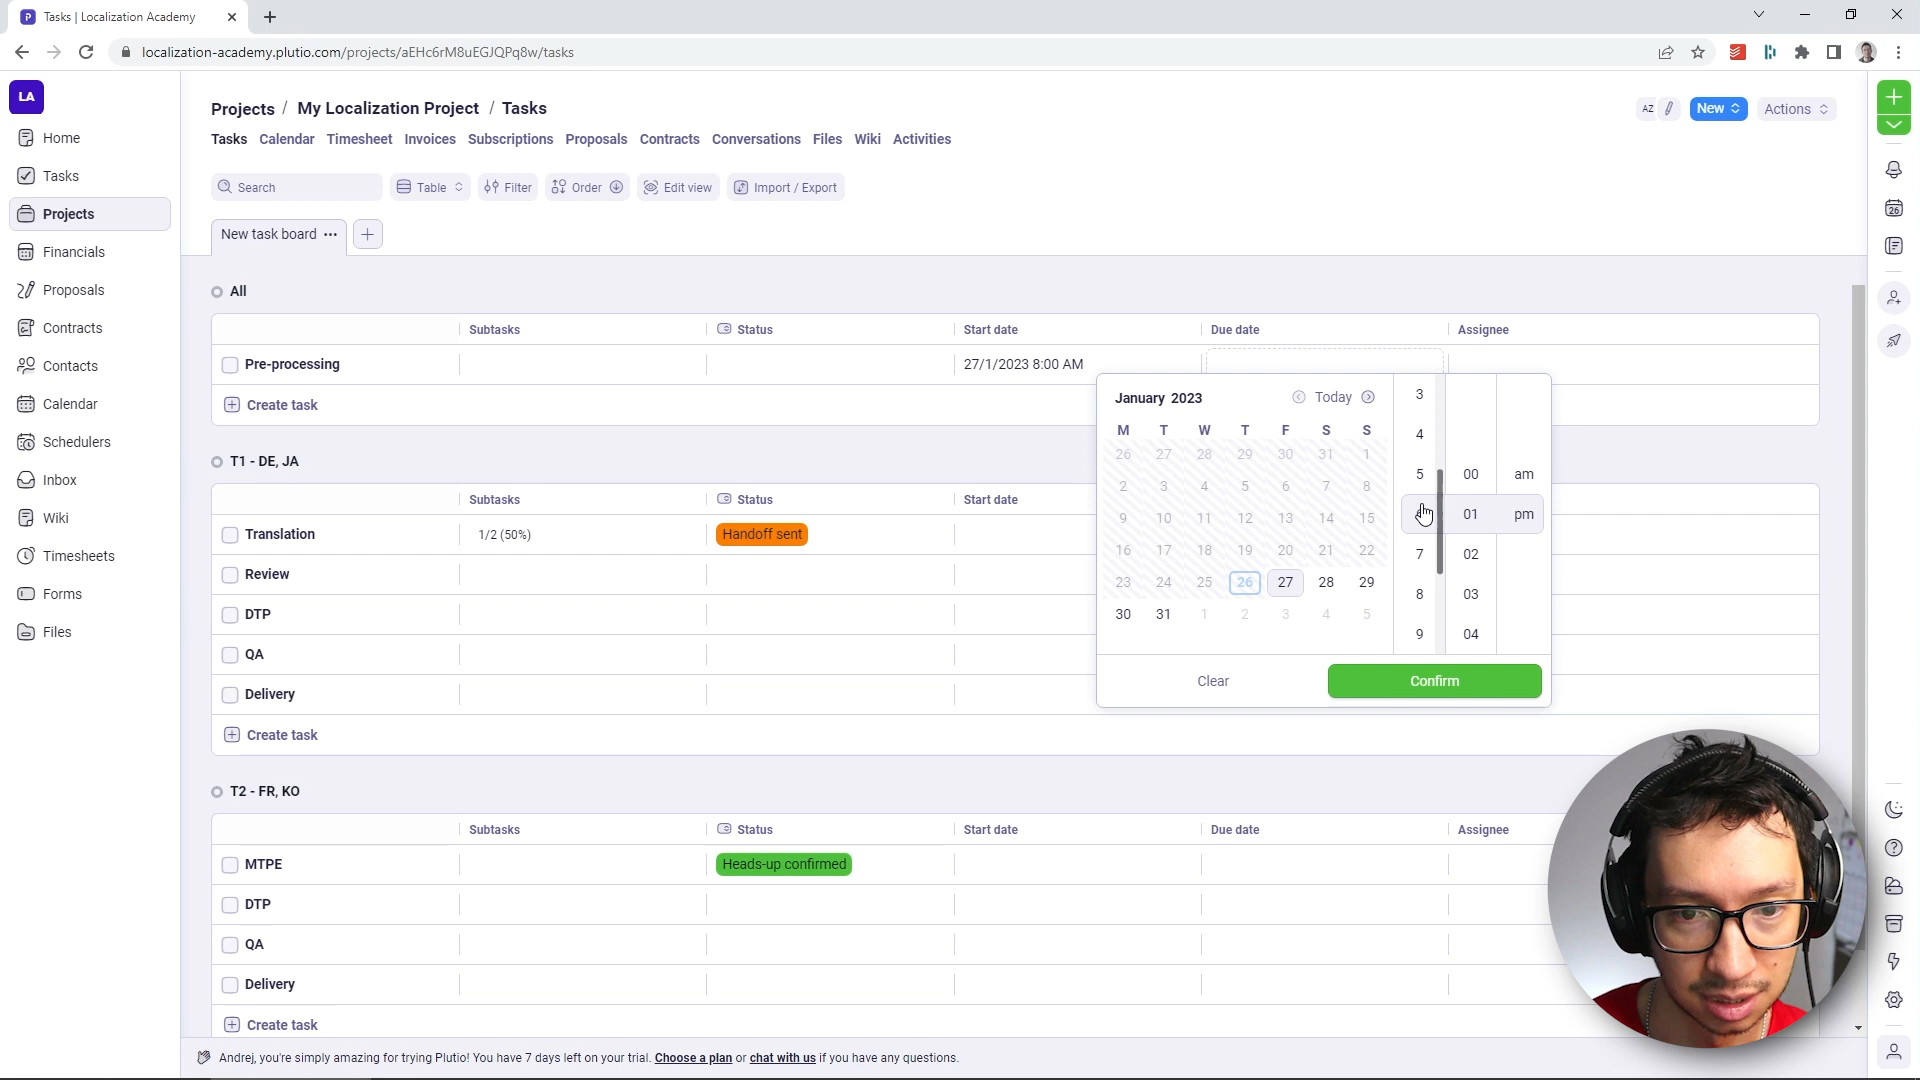 Tasks | Localization Academy
localization-academy.plutio.com/projects/aEHc6rM8uEGJQPq8w/tasks
LA
Home
Tasks
Projects
Financials
Proposals
Contracts
Contacts
Calendar
Schedulers
Inbox
Wiki
Timesheets
Forms
Files
Projects / My Localization Project / Tasks
AZ New Actions
Tasks Calendar Timesheet Invoices Subscriptions Proposals Contracts Conversations Files Wiki Activities
Search Table Filter Order Edit view Import / Export
New task board
All
Subtasks Status Start date Due date Assignee
Pre-processing 27/1/2023 8:00 AM
Create task
T1 - DE, JA
Subtasks Status Start date
Translation 1/2 (50%) Handoff sent
Review
DTP
QA
Delivery
Create task
January 2023 Today
M T W T F S S
26 27 28 29 30 31 1
2 3 4 5 6 7 8
9 10 11 12 13 14 15
16 17 18 19 20 21 22
23 24 25 26 27 28 29
30 31 1 2 3 4 5
3
4
5 00 am
01 pm
7 02
8 03
9 04
Clear Confirm
T2 - FR, KO
Subtasks Status Start date Due date Assignee
MTPE Heads-up confirmed
DTP
QA
Delivery
Create task
Andrej, you're simply amazing for trying Plutio! You have 7 days left on your trial. Choose a plan or chat with us if you have any questions.
26